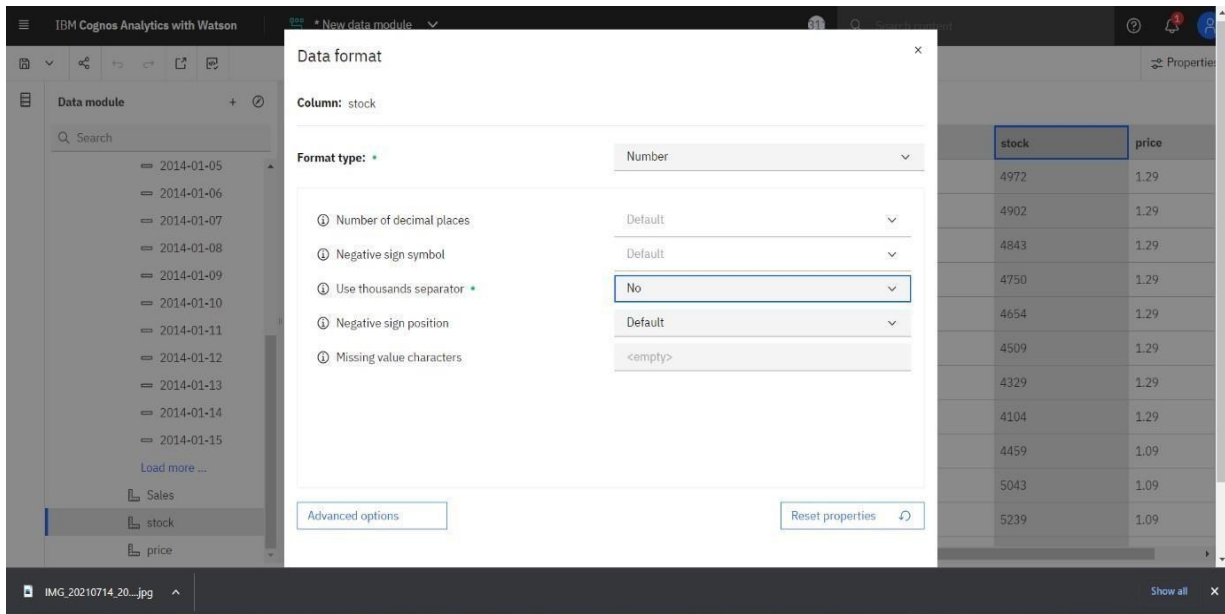 IBM Cognos Analytics with Watson
* New data module
31
Search content
1
Properties
Data module
Search
2014-01-05
2014-01-06
2014-01-07
2014-01-08
2014-01-09
2014-01-10
2014-01-11
2014-01-12
2014-01-13
2014-01-14
2014-01-15
Load more ...
Sales
stock
price
Data format
Column: stock
Format type: Number
Number of decimal places Default
Negative sign symbol Default
Use thousands separator No
Negative sign position Default
Missing value characters <empty>
Advanced options
Reset properties
stock price
4972 1.29
4902 1.29
4843 1.29
4750 1.29
4654 1.29
4509 1.29
4329 1.29
4104 1.29
4459 1.09
5043 1.09
5239 1.09
IMG_20210714_20....jpg
Show all